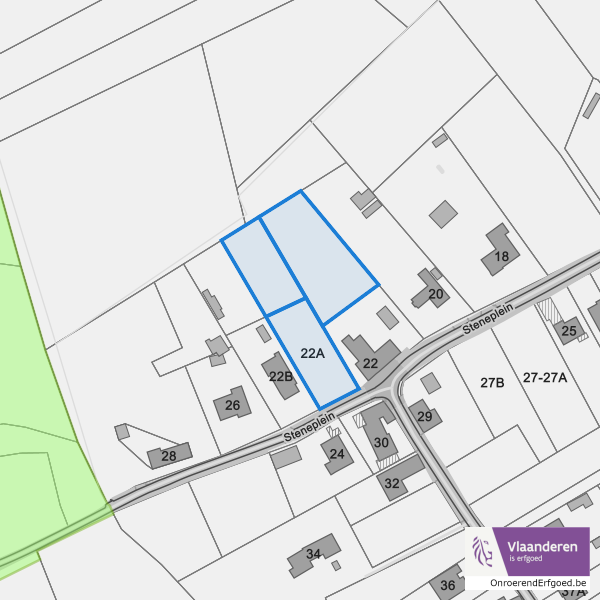 18
20
Steneplein
25
22A
22
22B
27B
27-27A
26
29
Steneplein
30
28
24
32
34
36
37A
Vlaanderen
is erfgoed
OnroerendErfgoed.be